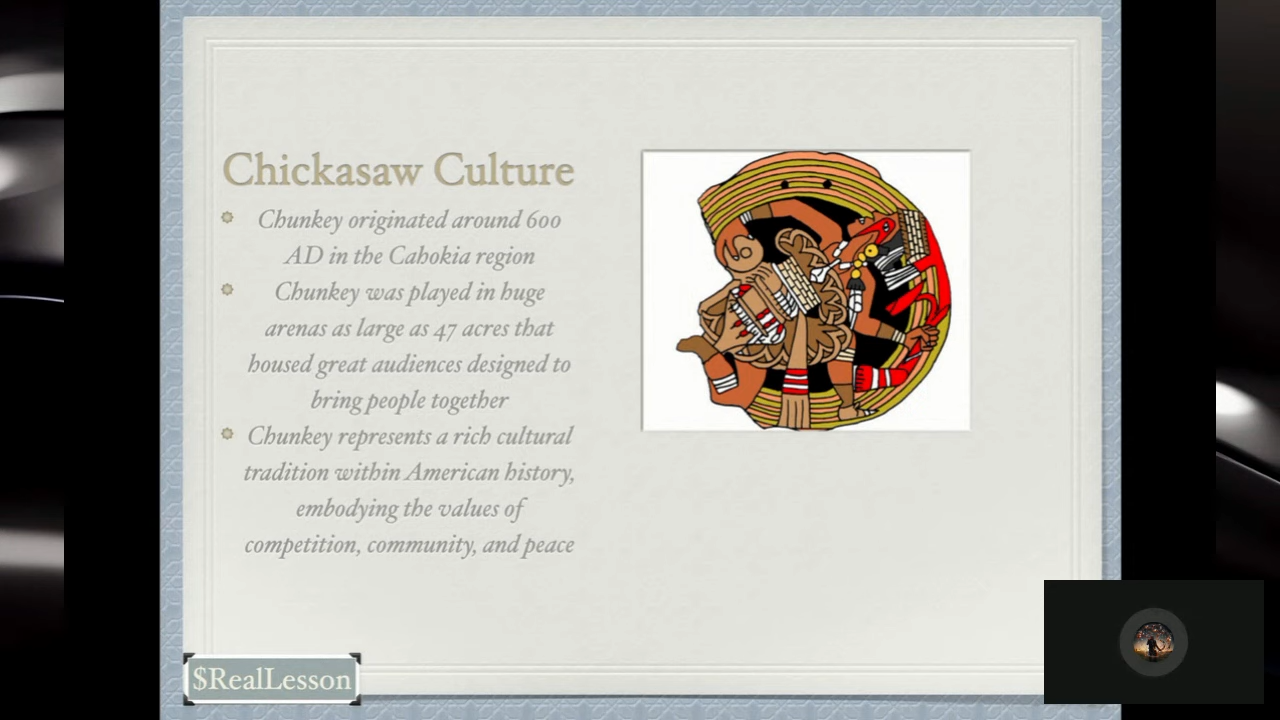 Chickasaw Culture
Chunkey originated around 600
AD in the Cahokia region
Chunkey was played in huge
arenas as large as 47 acres that
housed great audiences designed to
bring people together
Chunkey represents a rich cultural
tradition within American history,
embodying the values of
competition, community, and peace
$RealLesson